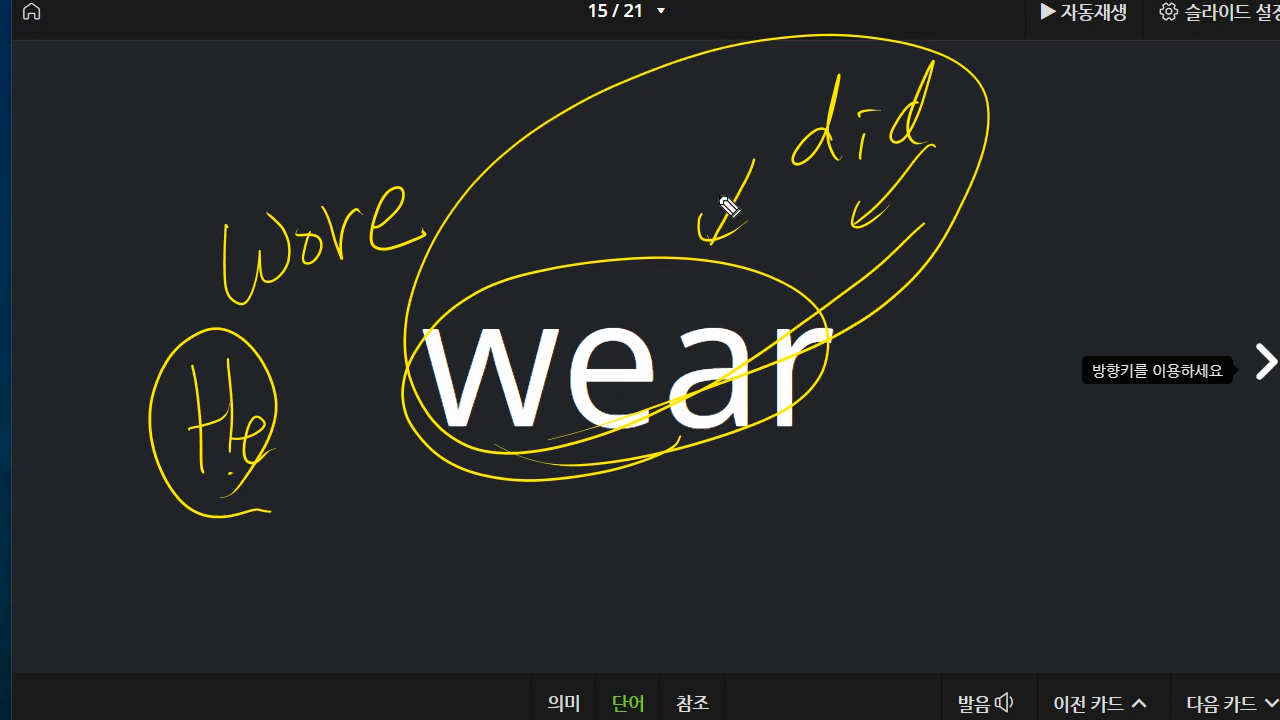 15 / 21
자동재생
슬라이드 설정
did
wore
wear
He
방향키를 이용하세요
의미
단어
참조
발음
이전 카드
다음 카드